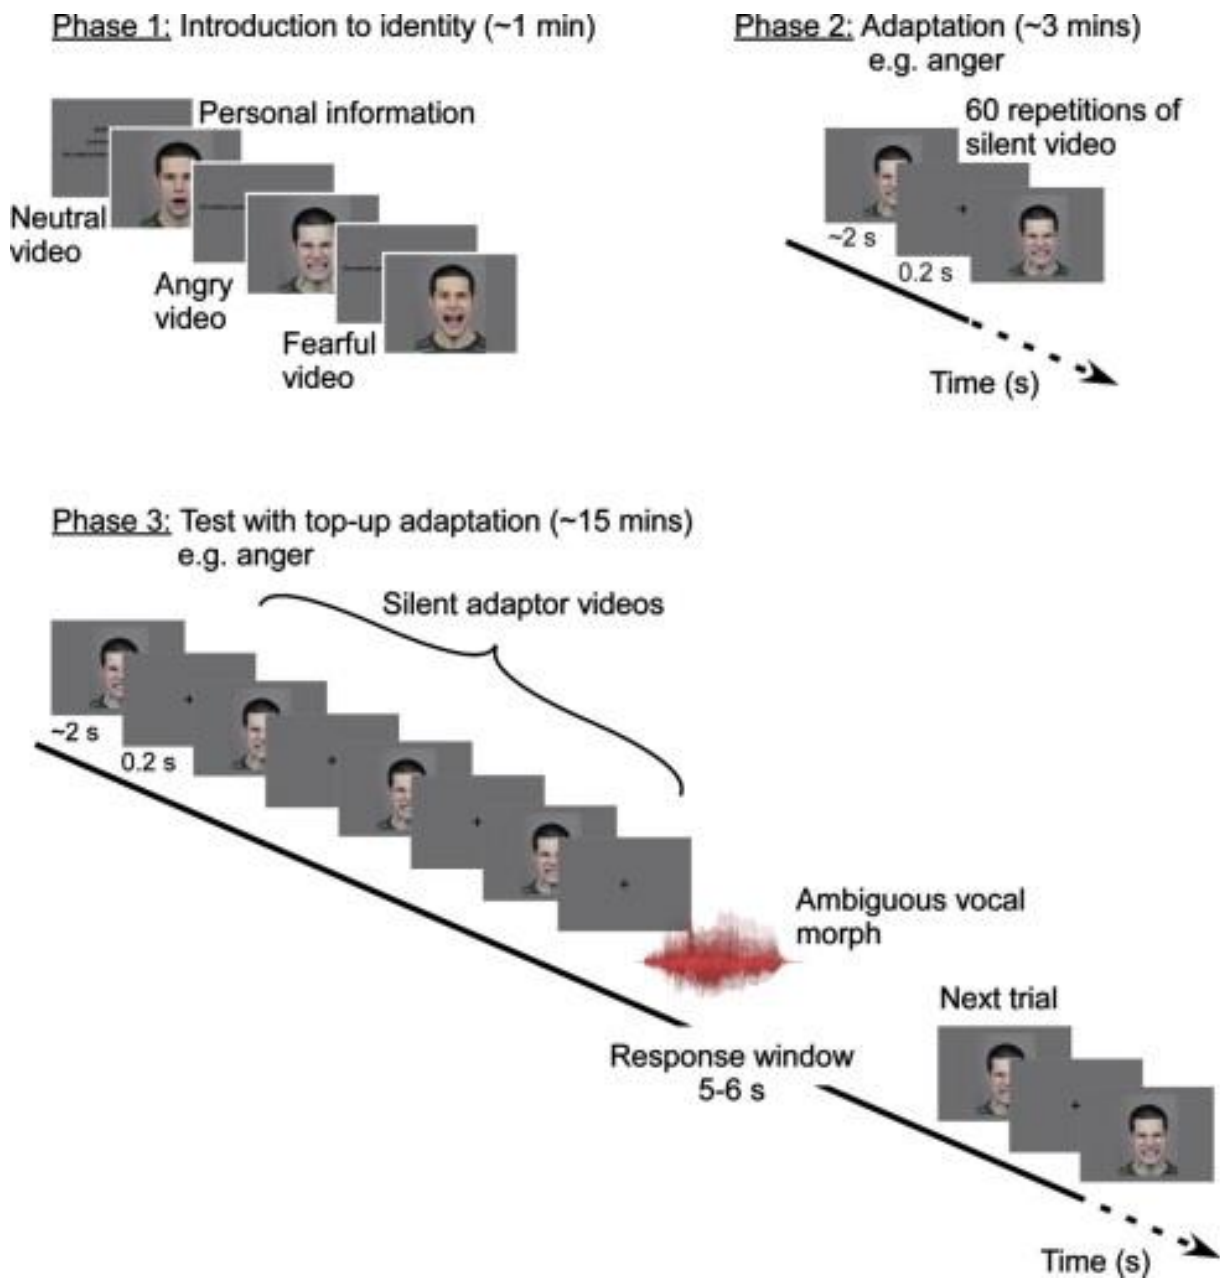 Phase 1: Introduction to identity (~1 min)
Personal information
Neutral
video
Angry
video
Fearful
video
Phase 2: Adaptation (~3 mins)
e.g. anger
60 repetitions of
silent video
~2 s
0.2 s
Time (s)
Phase 3: Test with top-up adaptation (~15 mins)
e.g. anger
Silent adaptor videos
~2 s
0.2 s
Ambiguous vocal
morph
Response window
5-6 s
Next trial
Time (s)